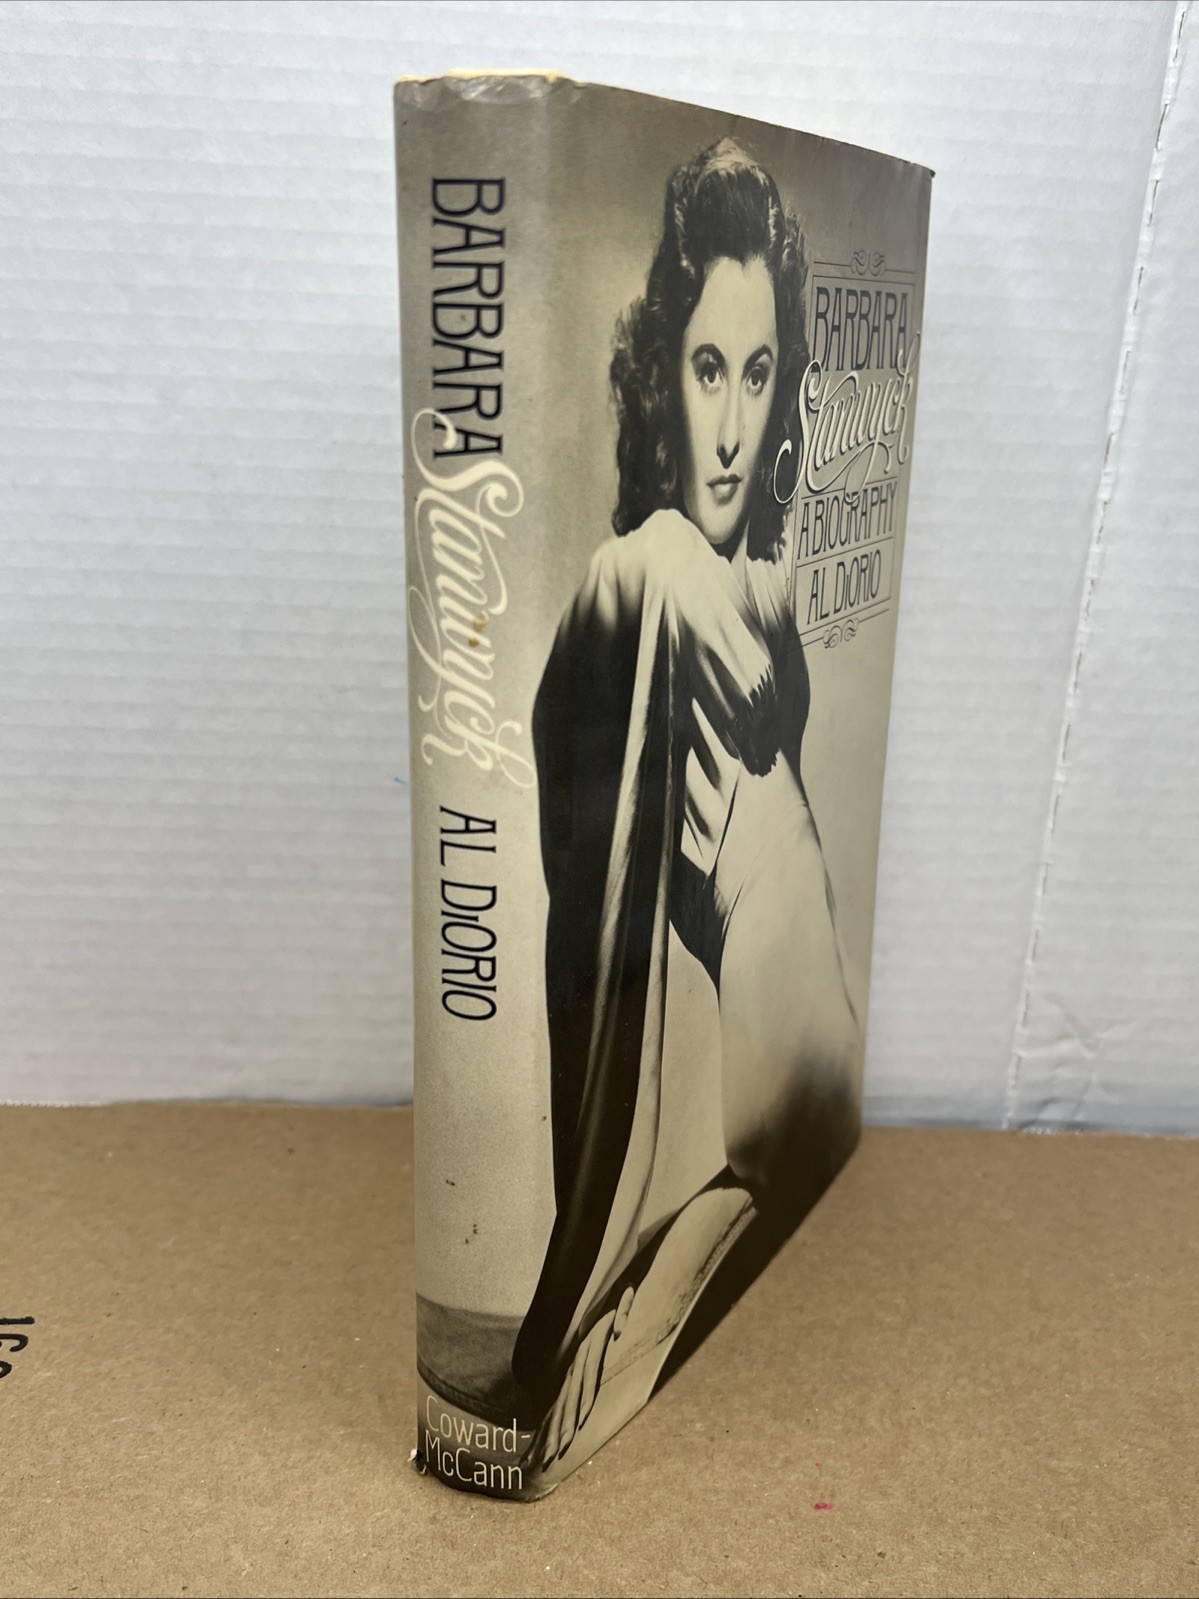 BARBARA
Stanwyck
AL DiORIO
Coward-
McCann
BARBARA
Stanwyck
A BIOGRAPHY
AL DiORIO